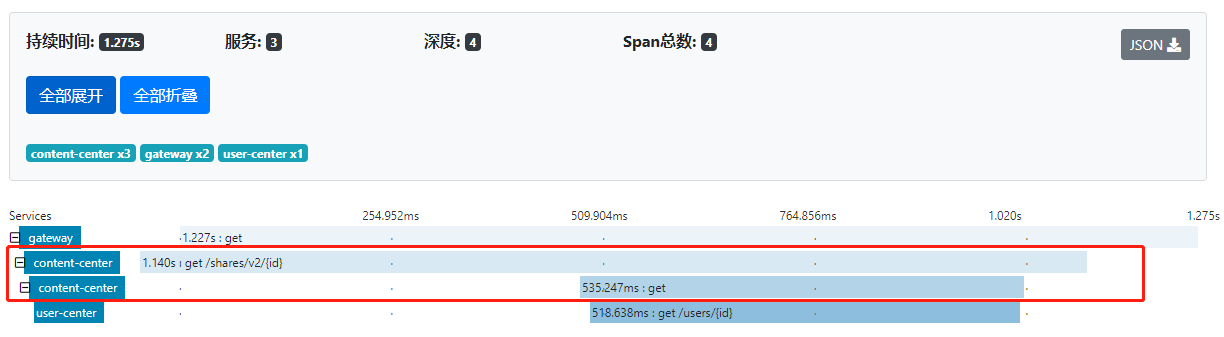 持续时间: 1.275s 服务: 3 深度: 4 Span总数: 4 JSON
全部展开 全部折叠
content-center x3 gateway x2 user-center x1
Services 254.952ms 509.904ms 764.856ms 1.020s 1.275s
gateway 1.227s : get
content-center 1.140s : get /shares/v2/{id}
content-center 535.247ms : get
user-center 518.638ms : get /users/{id}